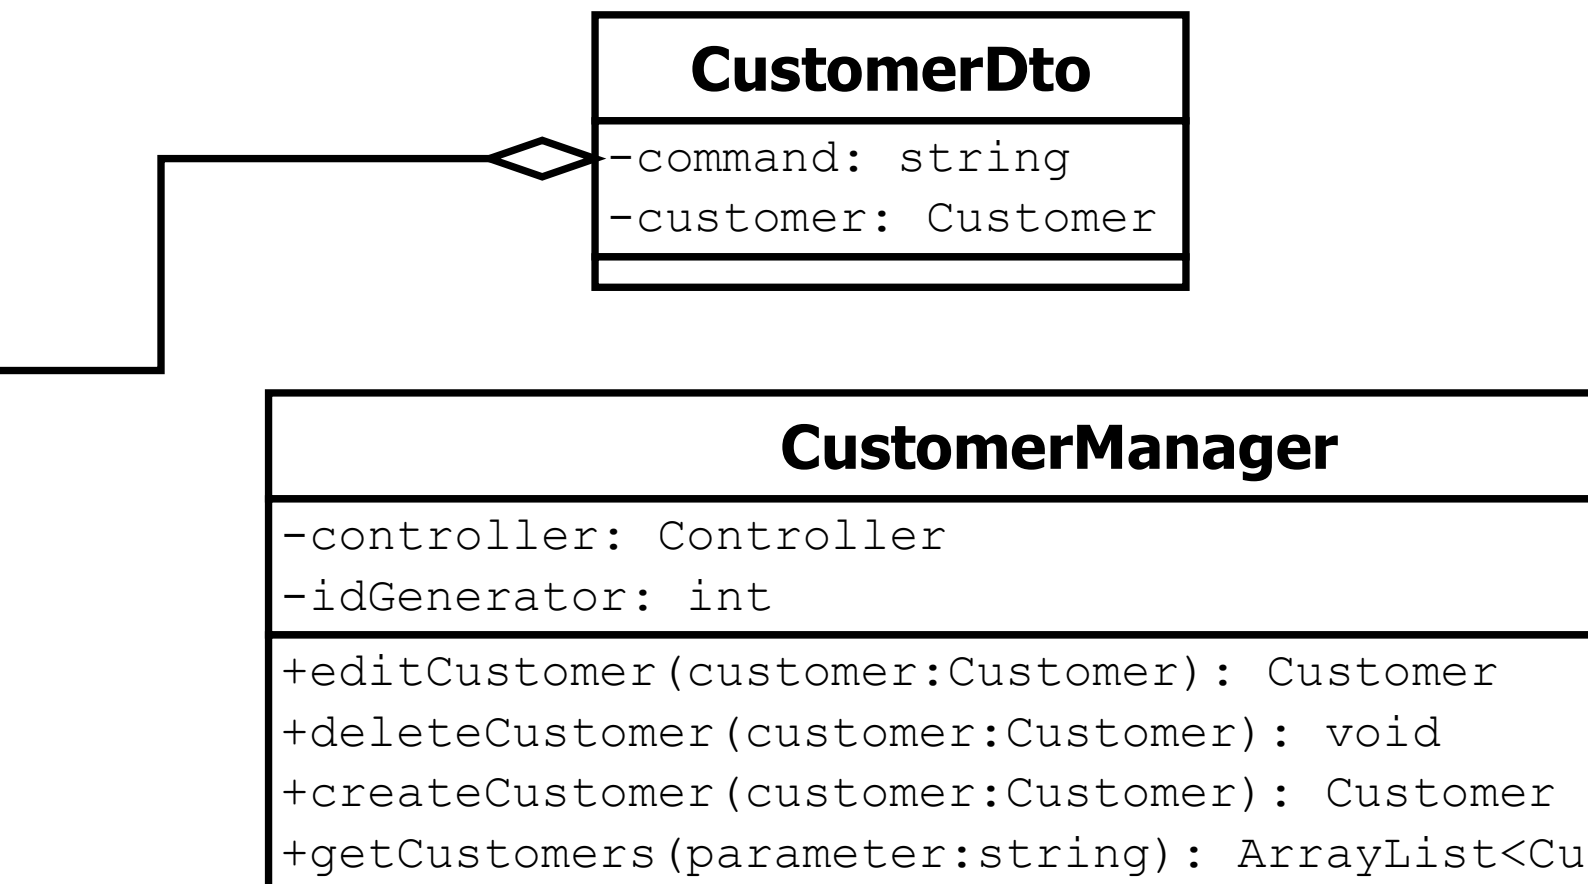 CustomerDto
-command: string
-customer: Customer
CustomerManager
-controller: Controller
-idGenerator: int
+editCustomer(customer:Customer): Customer
+deleteCustomer(customer:Customer): void
+createCustomer(customer:Customer): Customer
+getCustomers(parameter:string): ArrayList<Cu